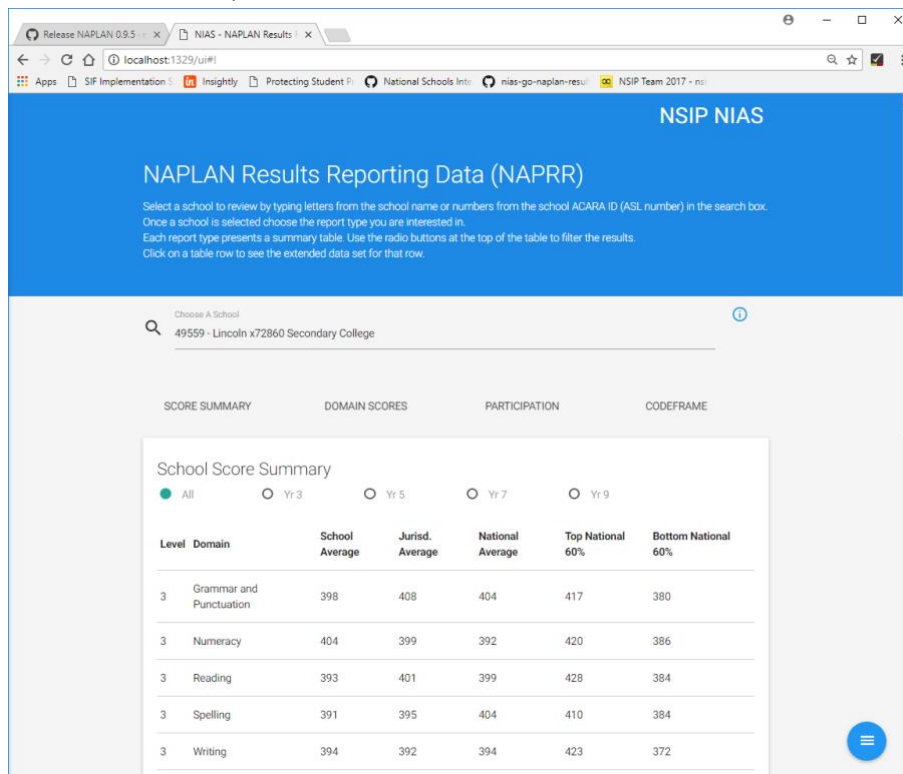 Release NAPLAN 0.9.5
NIAS - NAPLAN Results
localhost:1329/ui#!
Apps SIF Implementation Insightly Protecting Student National Schools Inte nias-go-naplan-resul NSIP Team 2017 -
NSIP NIAS
NAPLAN Results Reporting Data (NAPRR)
Select a school to review by typing letters from the school name or numbers from the school ACARA ID (ASL number) in the search box.
Once a school is selected choose the report type you are interested in.
Each report type presents a summary table. Use the radio buttons at the top of the table to filter the results.
Click on a table row to see the extended data set for that row.
Choose A School
49559 - Lincoln x72860 Secondary College
SCORE SUMMARY DOMAIN SCORES PARTICIPATION CODEFRAME
School Score Summary
All Yr 3 Yr 5 Yr 7 Yr 9
Level Domain School Average Jurisd. Average National Average Top National 60% Bottom National 60%
3 Grammar and Punctuation 398 408 404 417 380
3 Numeracy 404 399 392 420 386
3 Reading 393 401 399 428 384
3 Spelling 391 395 404 410 384
3 Writing 394 392 394 423 372